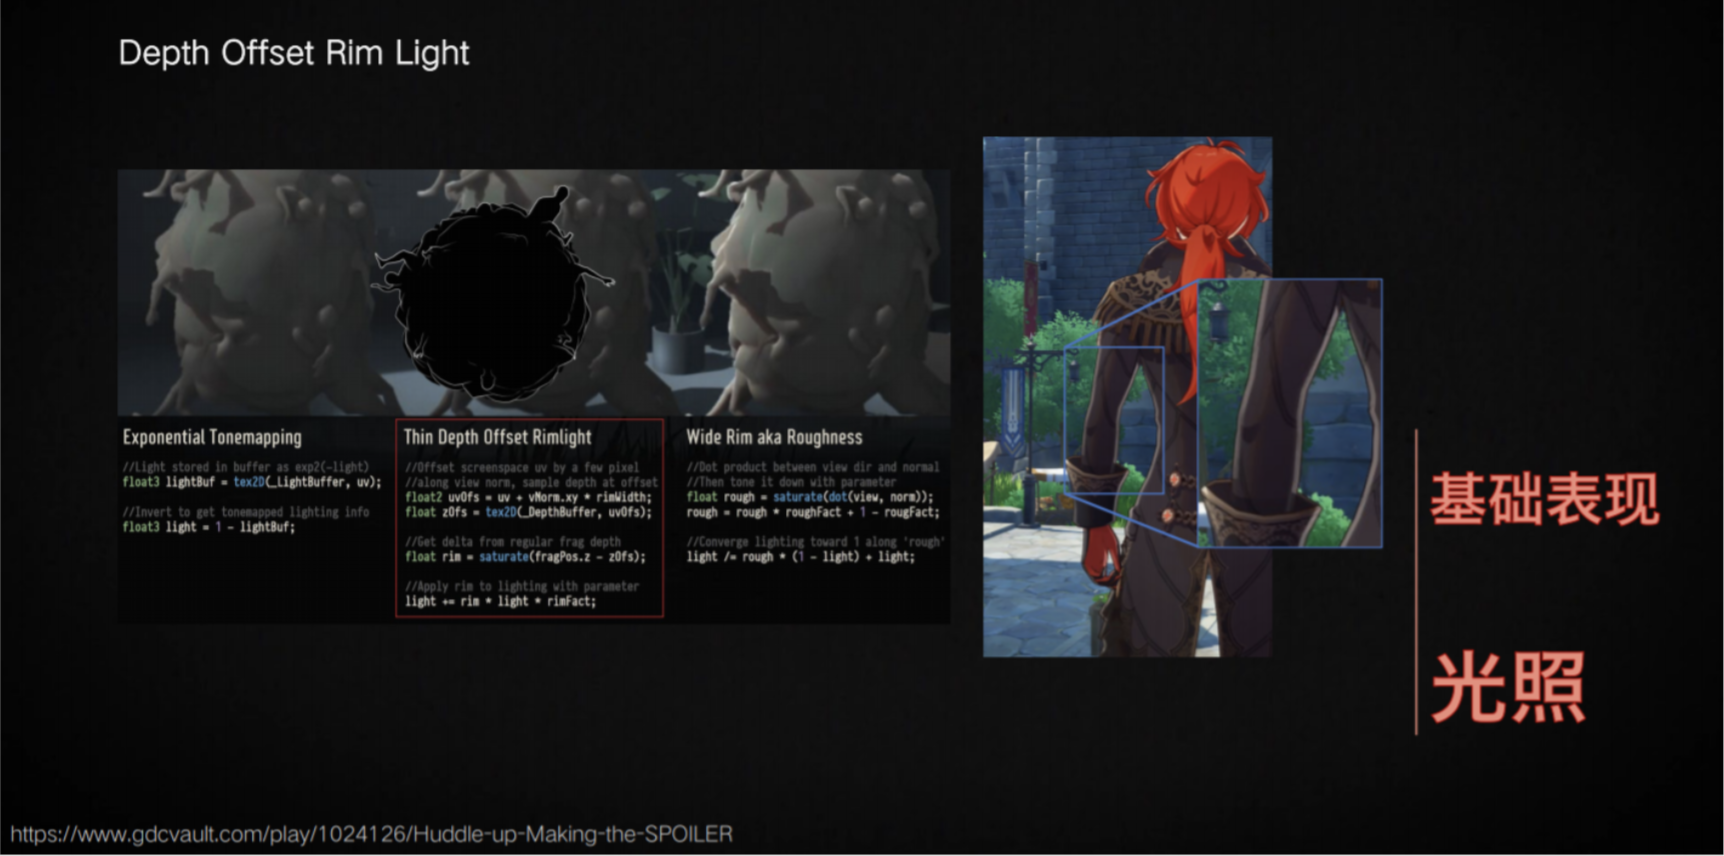 Depth Offset Rim Light
Exponential Tonemapping
//Light stored in buffer as exp2(-light)
float3 lightBuf = tex2D(_LightBuffer, uv);
//Invert to get tonemapped lighting info
float3 light = 1 - lightBuf;
Thin Depth Offset Rimlight
//Offset screenspace uv by a few pixel
//along view norm, sample depth at offset
float2 uvOfs = uv + vNorm.xy * rimWidth;
float zOfs = tex2D(_DepthBuffer, uvOfs);
//Get delta from regular frag depth
float rim = saturate(fragPos.z - zOfs);
//Apply rim to lighting with parameter
light += rim * light * rimFact;
Wide Rim aka Roughness
//Dot product between view dir and normal
//Then tone it down with parameter
float rough = saturate(dot(view, norm));
rough = rough * roughFact + 1 - rougFact;
//Converge lighting toward 1 along 'rough'
light /= rough * (1 - light) + light;
基础表现
光照
https://www.gdcvault.com/play/1024126/Huddle-up-Making-the-SPOILER